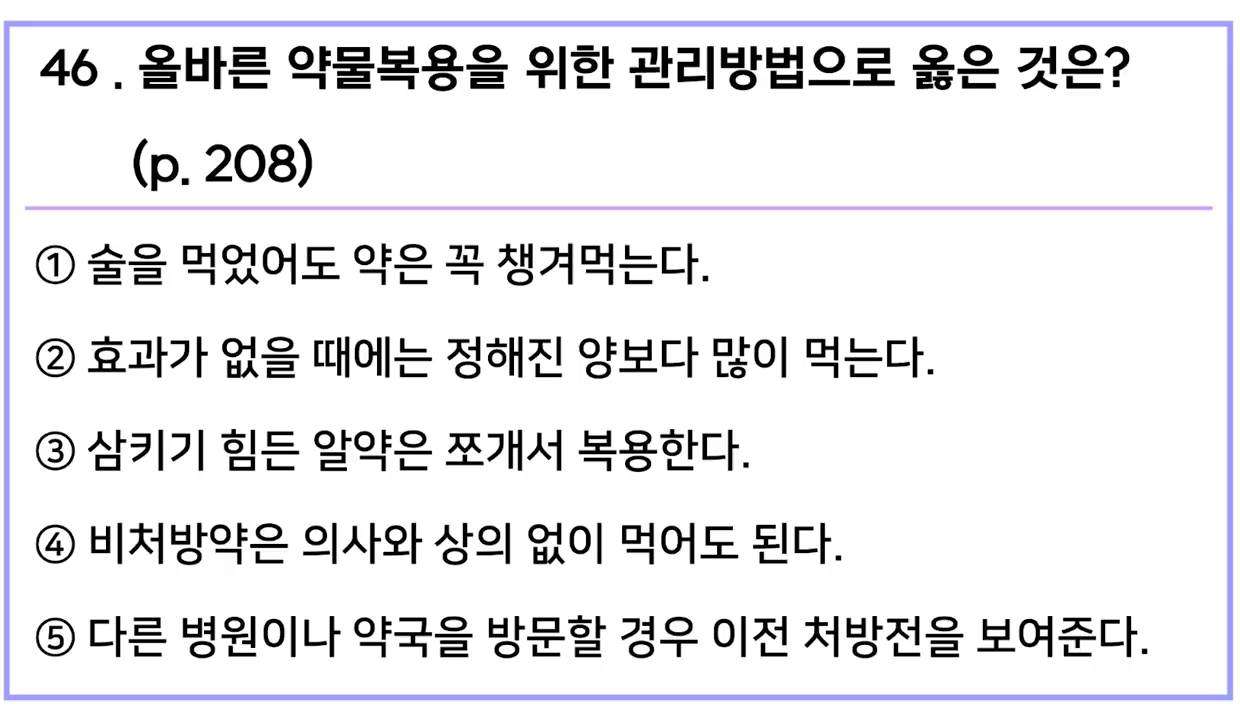 46 . 올바른 약물복용을 위한 관리방법으로 옳은 것은?
(p. 208)
① 술을 먹었어도 약은 꼭 챙겨먹는다.
② 효과가 없을 때에는 정해진 양보다 많이 먹는다.
③ 삼키기 힘든 알약은 쪼개서 복용한다.
④ 비처방약은 의사와 상의 없이 먹어도 된다.
⑤ 다른 병원이나 약국을 방문할 경우 이전 처방전을 보여준다.